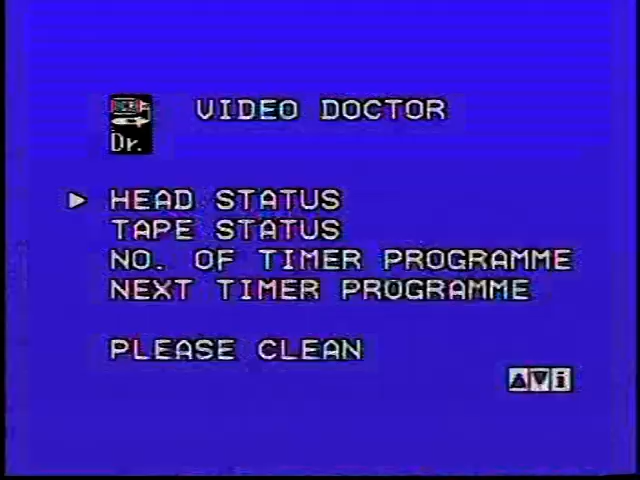 VIDEO DOCTOR
Dr.
▶ HEAD STATUS
TAPE STATUS
NO. OF TIMER PROGRAMME
NEXT TIMER PROGRAMME
PLEASE CLEAN
▲▼i